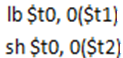 lb $t0, 0($t1)
sh $t0, 0($t2)